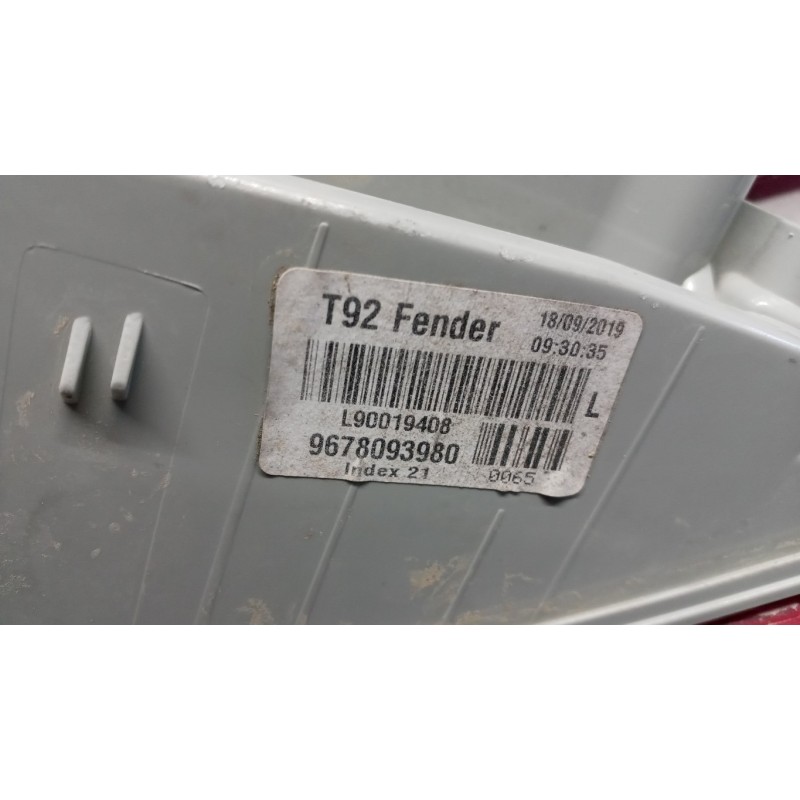 T92 Fender
18/09/2019
09:30:35
L
L90019408
9678093980
Index 21
0065